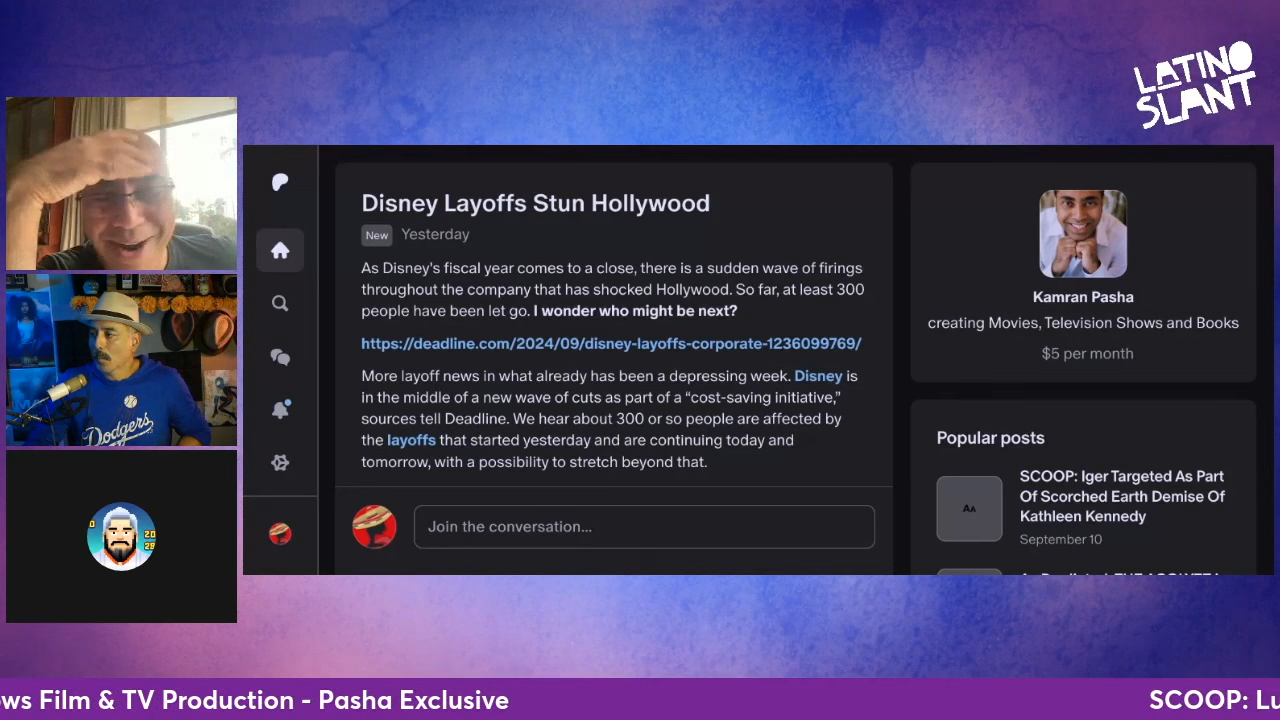 LATINO
SLANT
Disney Layoffs Stun Hollywood
New Yesterday
As Disney's fiscal year comes to a close, there is a sudden wave of firings
throughout the company that has shocked Hollywood. So far, at least 300
people have been let go. I wonder who might be next?
https://deadline.com/2024/09/disney-layoffs-corporate-1236099769/
More layoff news in what already has been a depressing week. Disney is
in the middle of a new wave of cuts as part of a “cost-saving initiative,”
sources tell Deadline. We hear about 300 or so people are affected by
the layoffs that started yesterday and are continuing today and
tomorrow, with a possibility to stretch beyond that.
Join the conversation...
Kamran Pasha
creating Movies, Television Shows and Books
$5 per month
Popular posts
Aa
SCOOP: Iger Targeted As Part
Of Scorched Earth Demise Of
Kathleen Kennedy
September 10
Dodgers
ows Film & TV Production - Pasha Exclusive
SCOOP: Lu